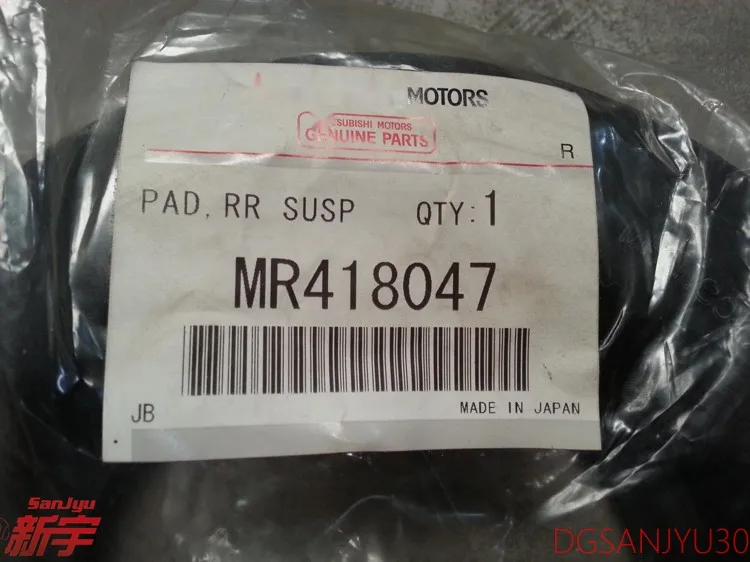 MOTORS
SUBISHI MOTORS
GENUINE PARTS
R
PAD, RR SUSP QTY: 1
MR418047
JB MADE IN JAPAN
SanJyu
新宇
DGSANJYU30